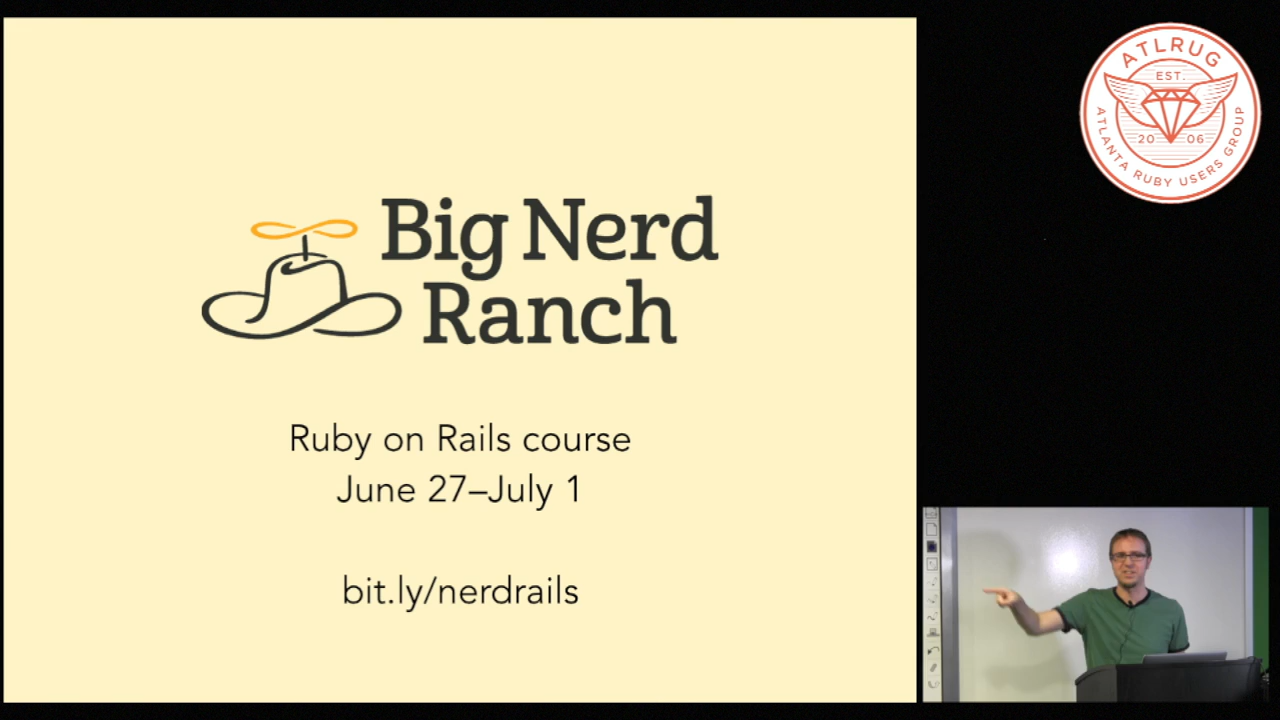 Big Nerd
Ranch
Ruby on Rails course
June 27–July 1
bit.ly/nerdrails
ATLRUG
EST.
20 06
ATLANTA RUBY USERS GROUP